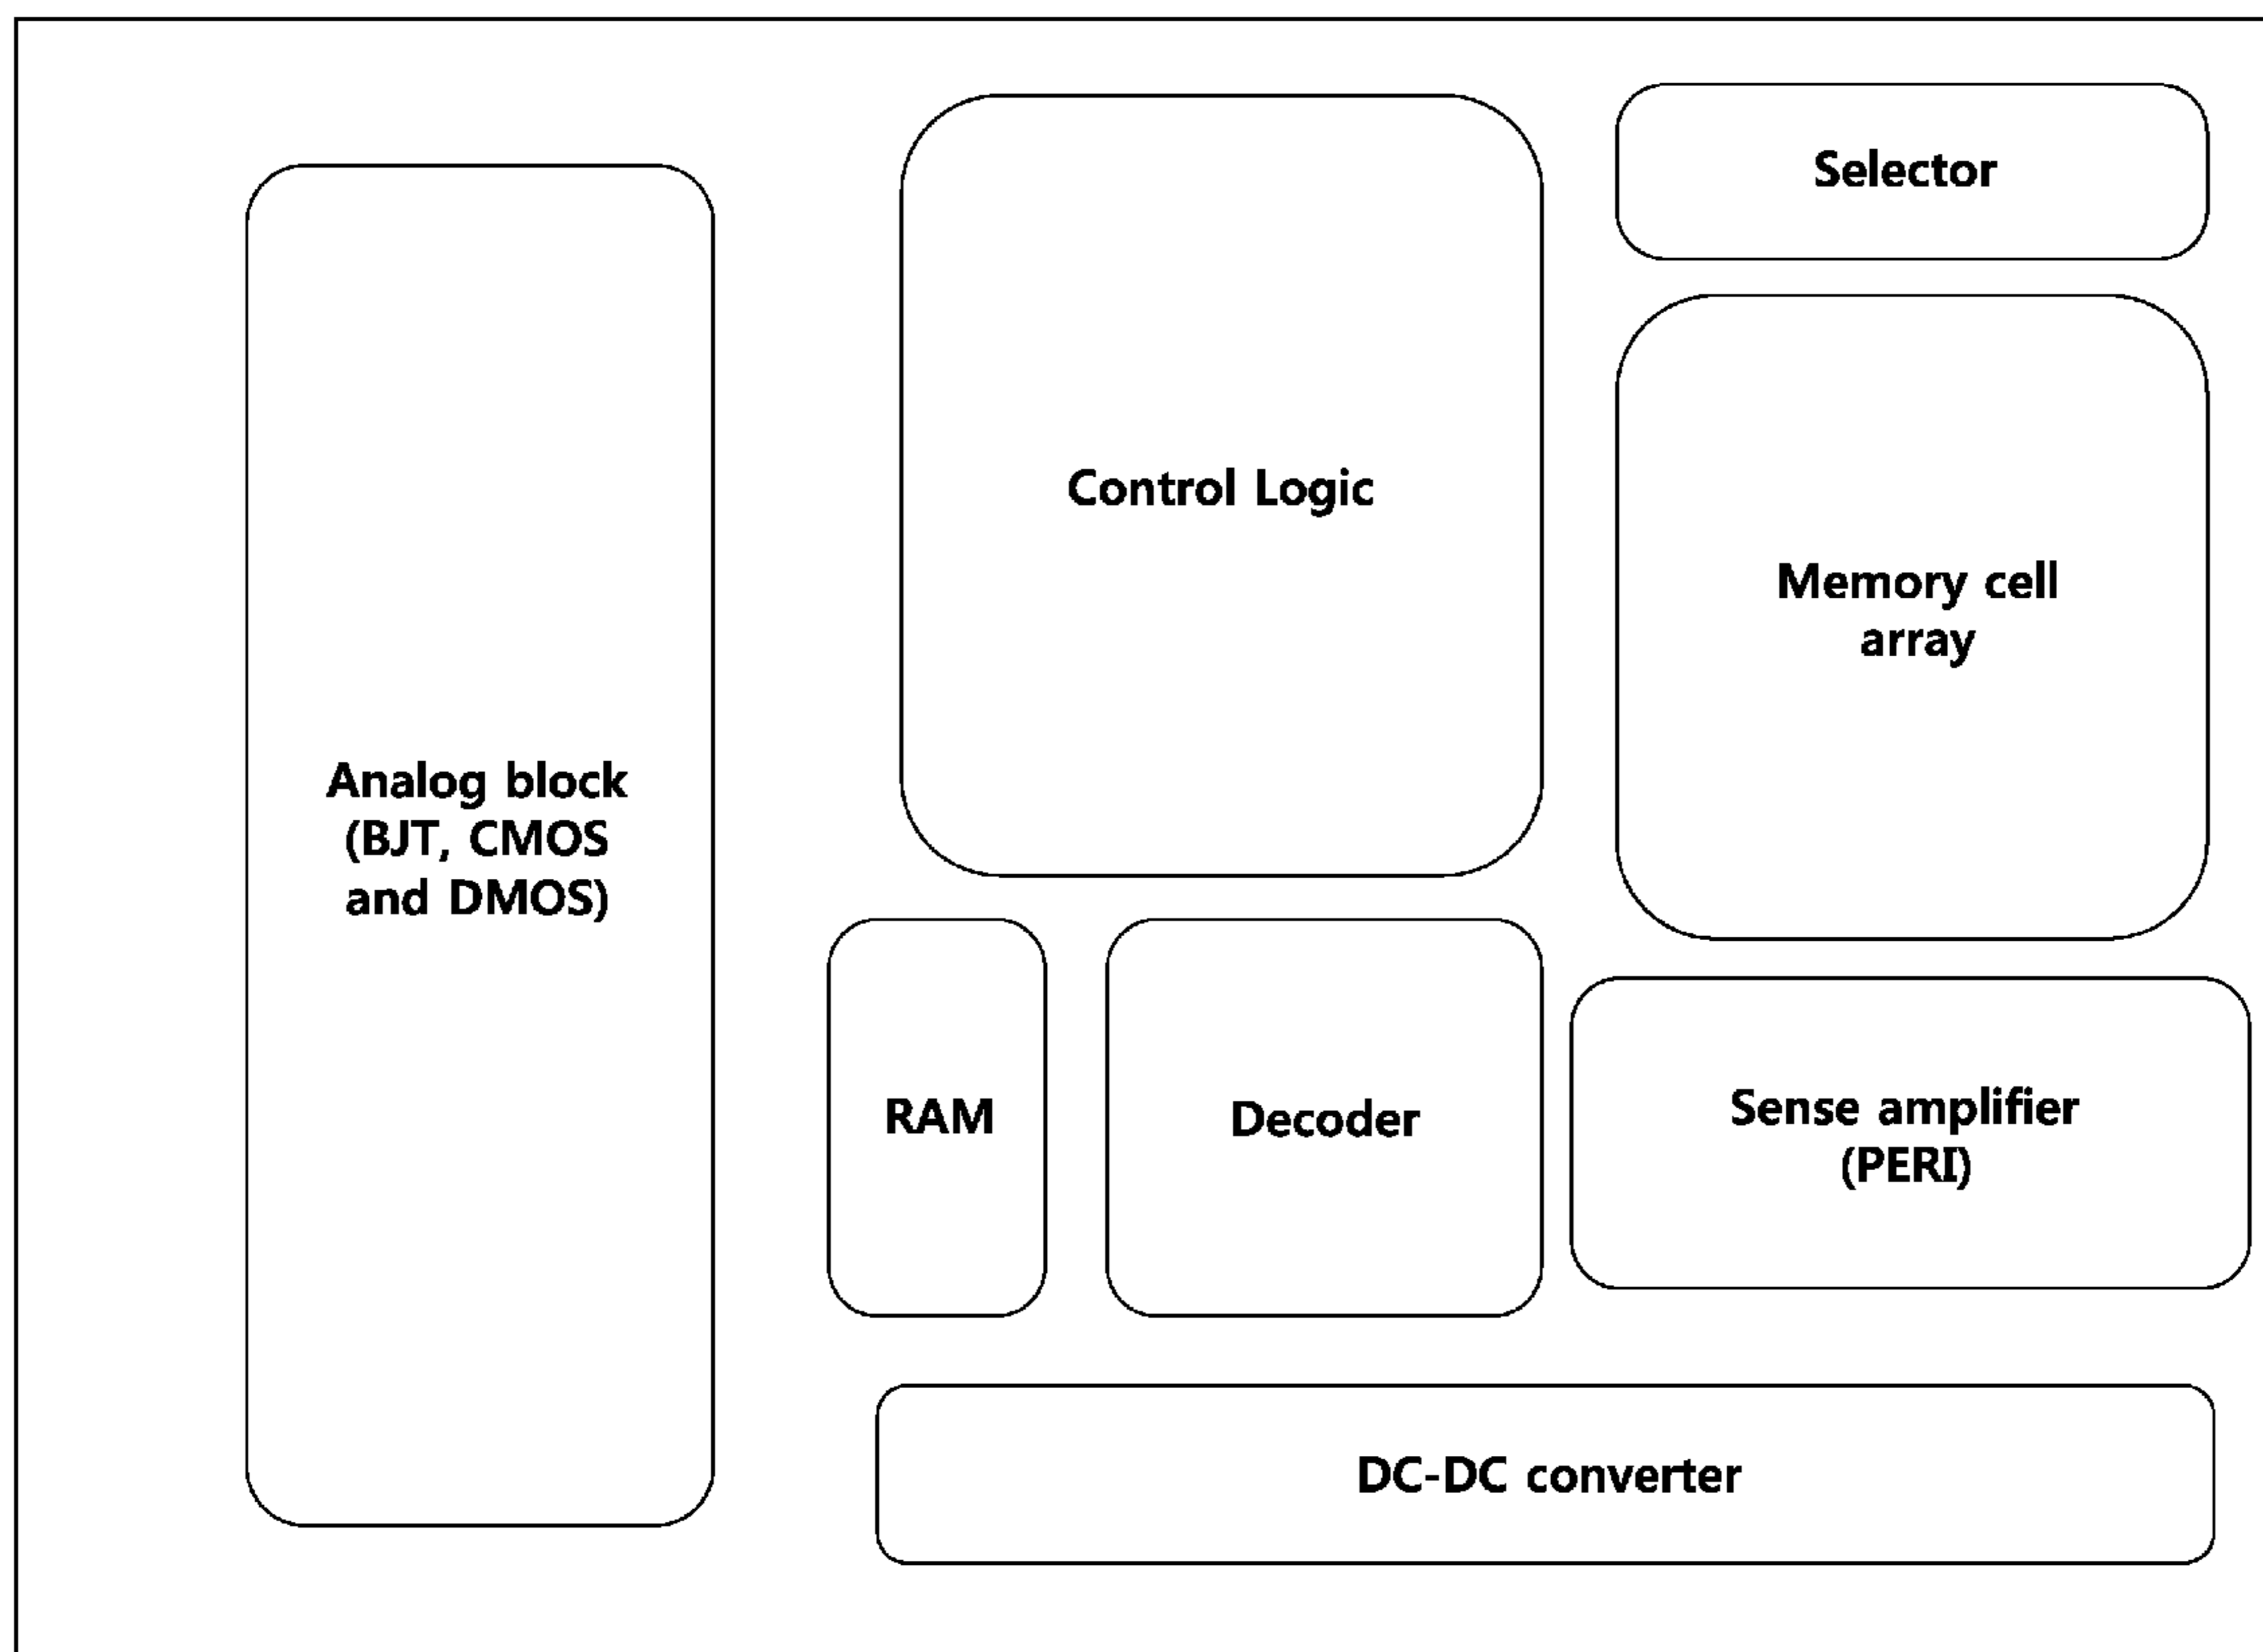 Selector
Control Logic
Memory cell
array
Analog block
(BJT, CMOS
and DMOS)
RAM
Decoder
Sense amplifier
(PERI)
DC-DC converter